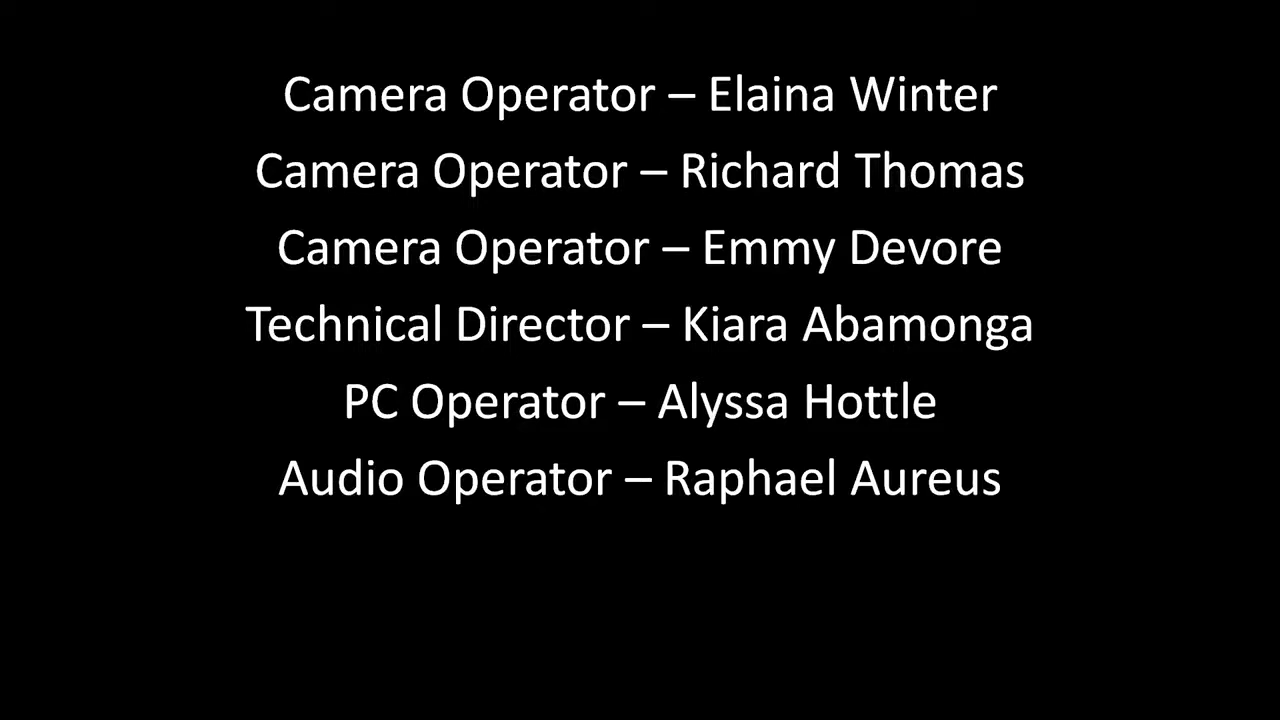 Camera Operator – Elaina Winter
Camera Operator – Richard Thomas
Camera Operator – Emmy Devore
Technical Director – Kiara Abamonga
PC Operator – Alyssa Hottle
Audio Operator – Raphael Aureus